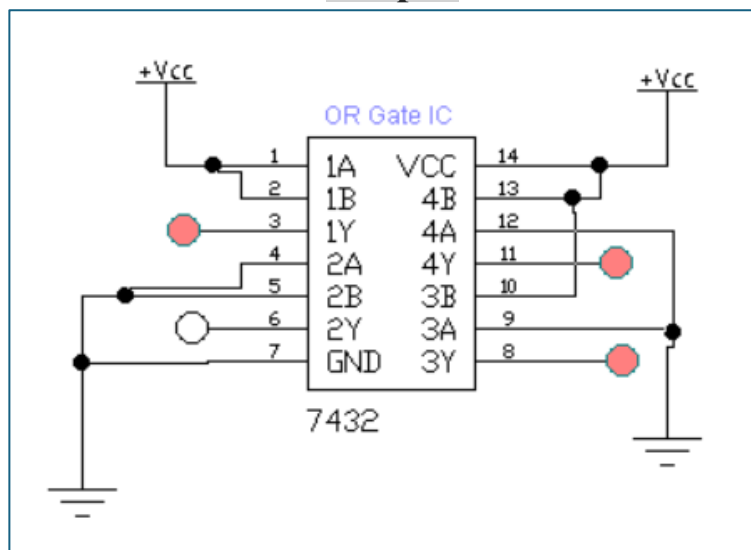 +Vcc
+Vcc
OR Gate IC
1 1A VCC 14
2 1B 4B 13
3 1Y 4A 12
4 2A 4Y 11
5 2B 3B 10
6 2Y 3A 9
7 GND 3Y 8
7432